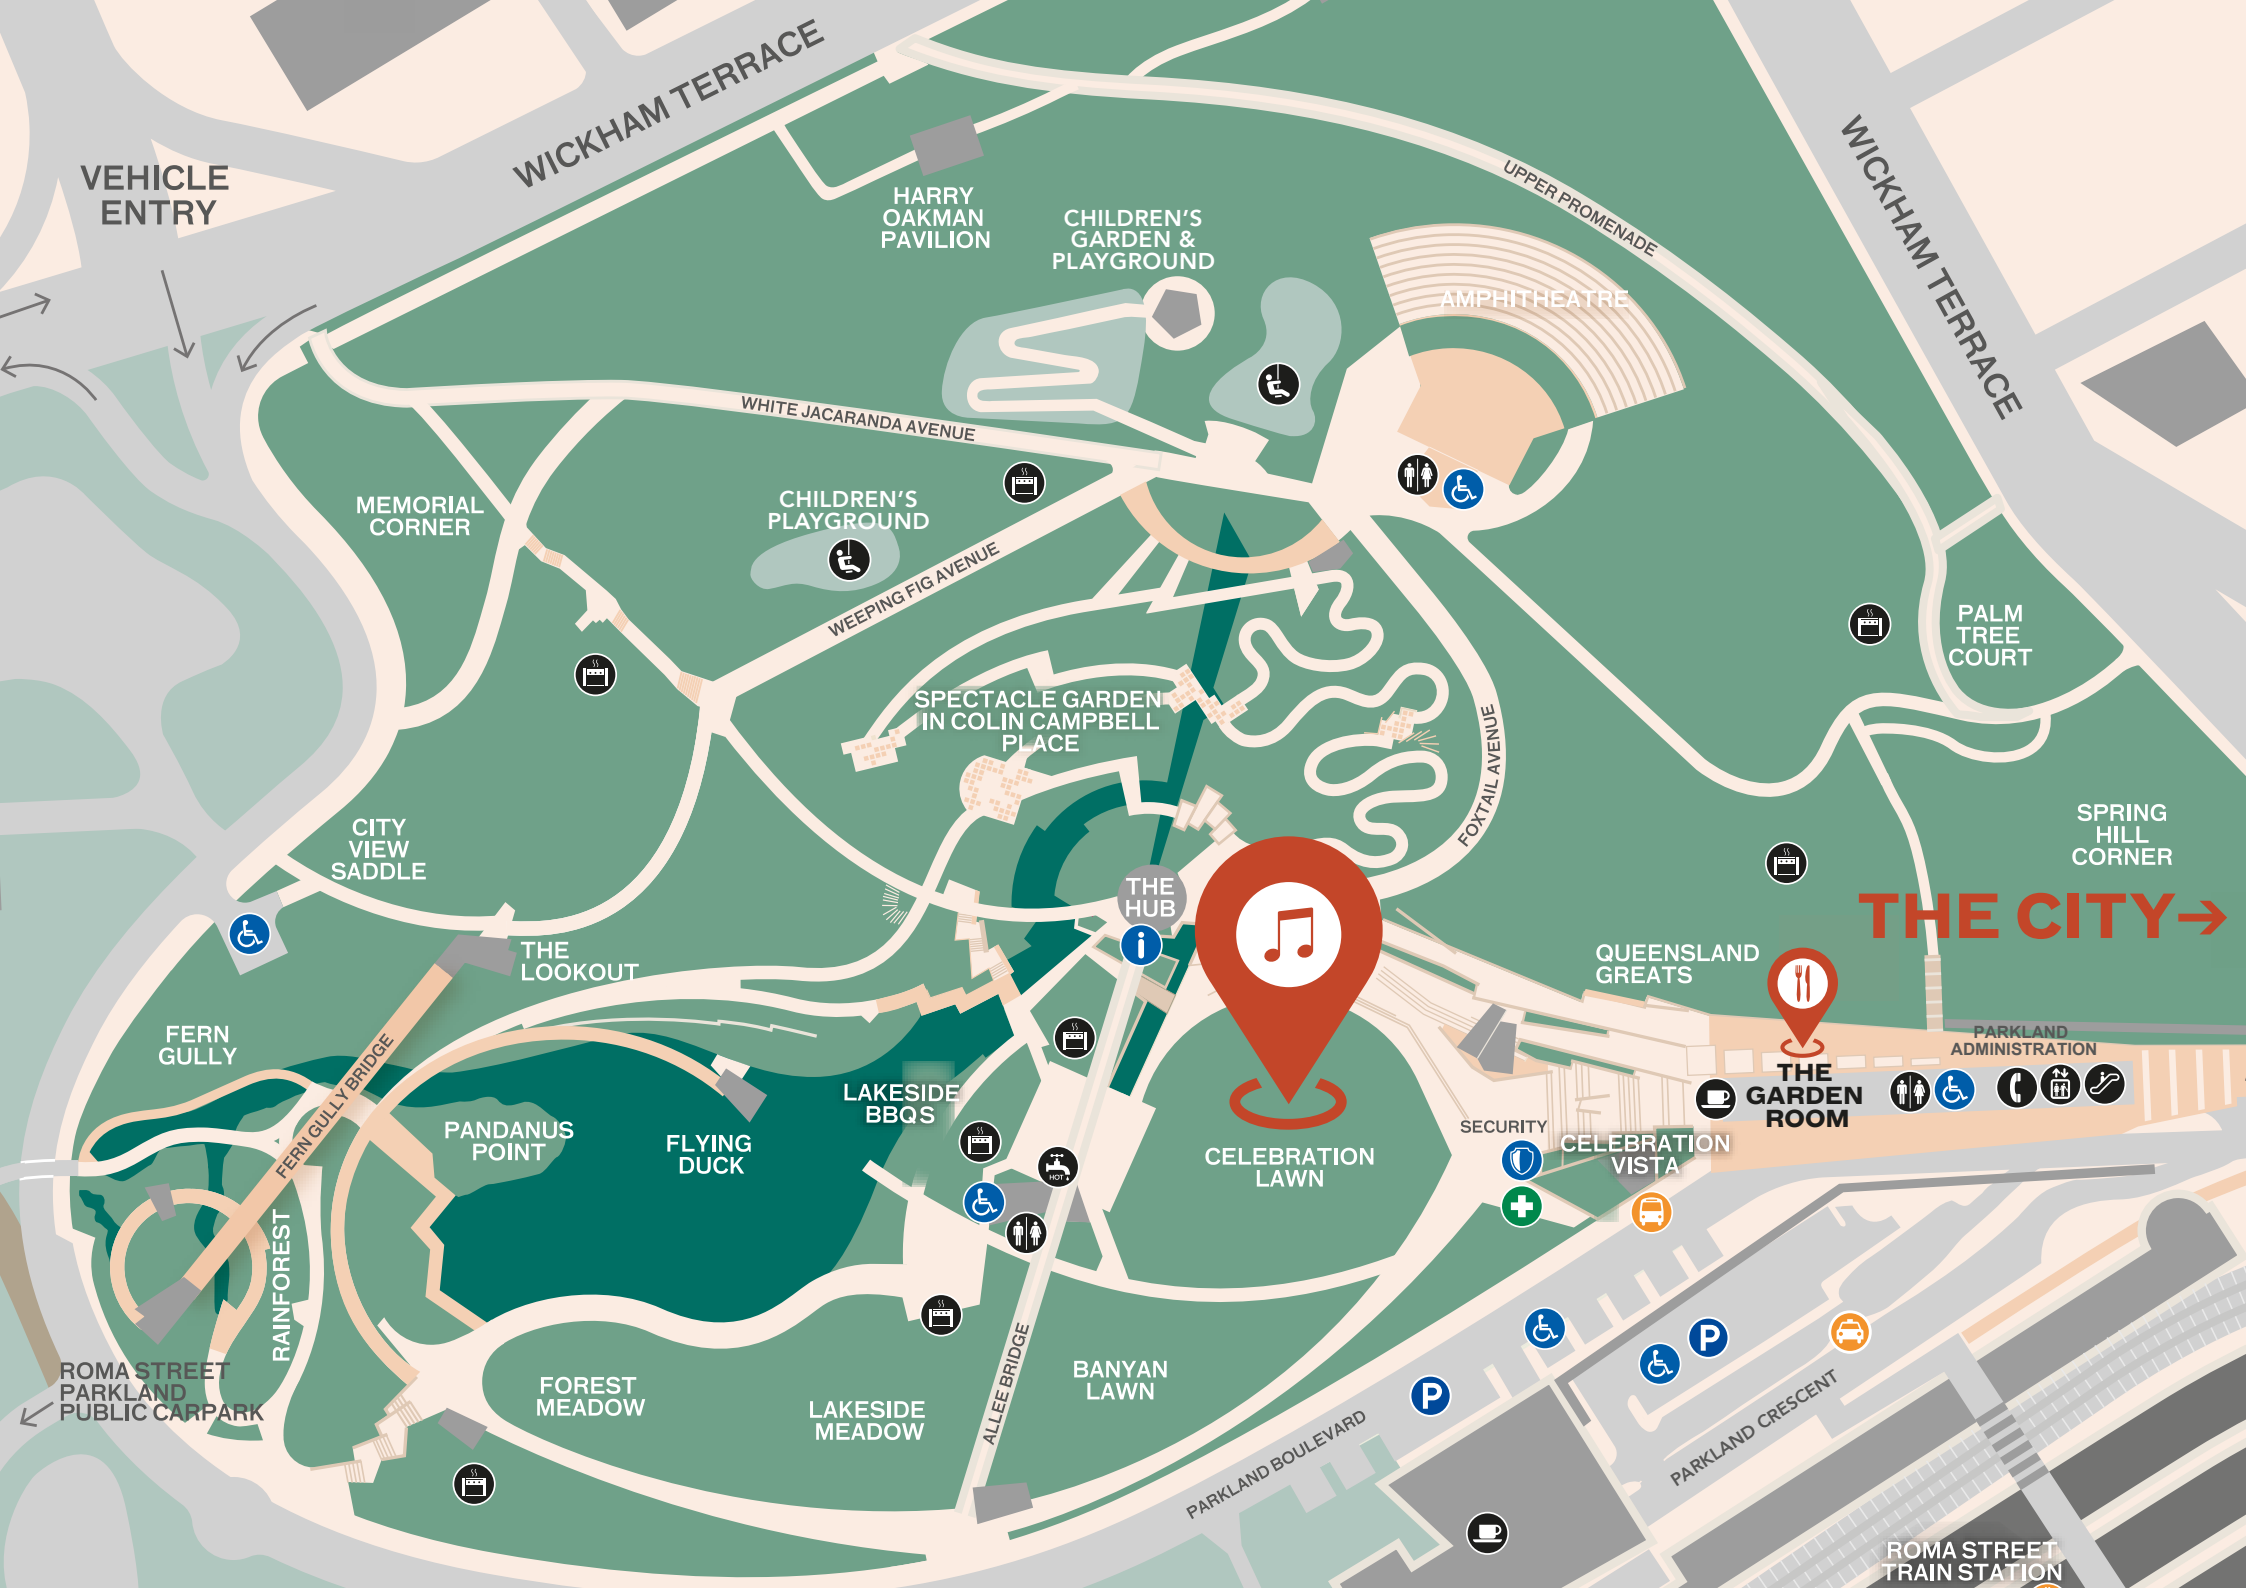 WICKHAM TERRACE
VEHICLE
ENTRY
WICKHAM TERRACE
UPPER PROMENADE
HARRY
OAKMAN
PAVILION
CHILDREN'S
GARDEN &
PLAYGROUND
AMPHITHEATRE
WHITE JACARANDA AVENUE
MEMORIAL
CORNER
CHILDREN'S
PLAYGROUND
WEEPING FIG AVENUE
PALM
TREE
COURT
SPECTACLE GARDEN
IN COLIN CAMPBELL
PLACE
FOXTAIL AVENUE
CITY
VIEW
SADDLE
SPRING
HILL
CORNER
THE
HUB
i
THE CITY→
THE
LOOKOUT
QUEENSLAND
GREATS
FERN
GULLY
FERN GULLY BRIDGE
PARKLAND
ADMINISTRATION
THE
GARDEN
ROOM
LAKESIDE
BBQS
PANDANUS
POINT
FLYING
DUCK
HOT
CELEBRATION
LAWN
SECURITY
CELEBRATION
VISTA
RAINFOREST
ROMA STREET
PARKLAND
PUBLIC CARPARK
FOREST
MEADOW
LAKESIDE
MEADOW
ALLEE BRIDGE
BANYAN
LAWN
P
P
PARKLAND BOULEVARD
PARKLAND CRESCENT
ROMA STREET
TRAIN STATION